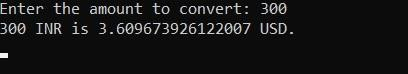 Enter the amount to convert: 300
300 INR is 3.609673926122007 USD.